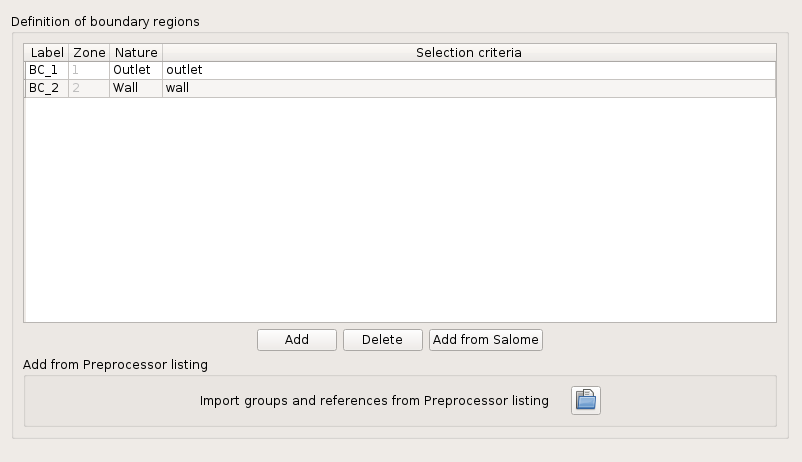 Definition of boundary regions
Label Zone Nature Selection criteria
BC_1 1 Outlet outlet
BC_2 2 Wall wall
Add Delete Add from Salome
Add from Preprocessor listing
Import groups and references from Preprocessor listing